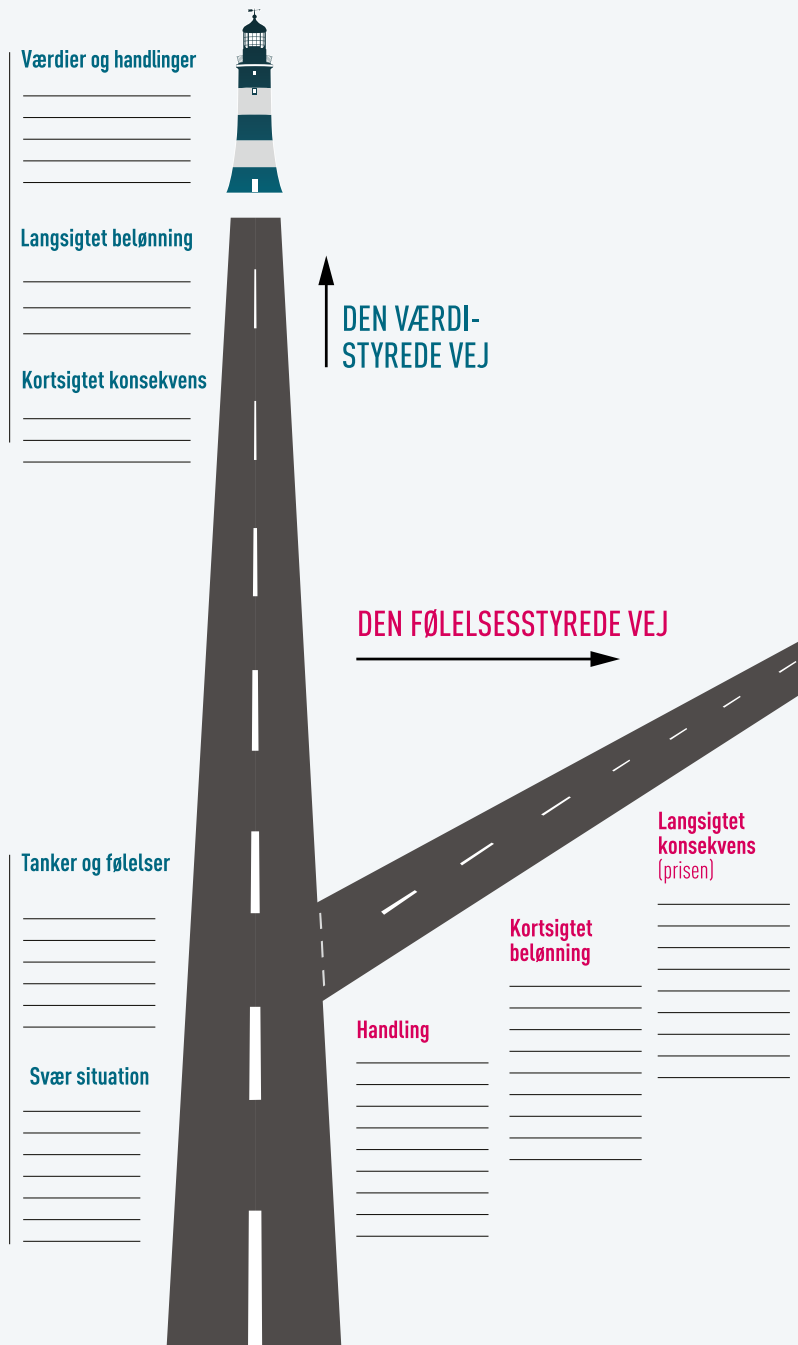 Værdier og handlinger
Langsigtet belønning
DEN VÆRDI-
STYREDE VEJ
Kortsigtet konsekvens
DEN FØLELSESSTYREDE VEJ
Tanker og følelser
Svær situation
Handling
Kortsigtet
belønning
Langsigtet
konsekvens
(prisen)